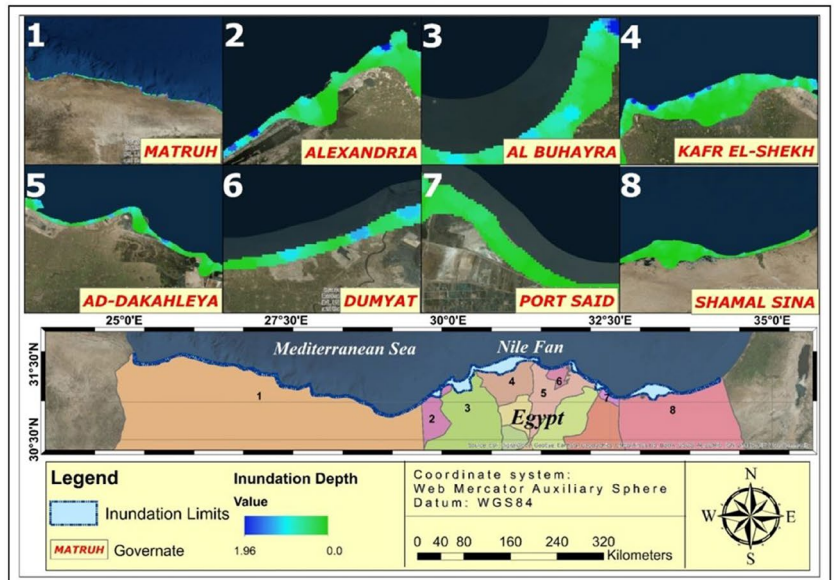 1
2
3
4
MATRUH
ALEXANDRIA
AL BUHAYRA
KAFR EL-SHEKH
5
6
7
8
AD-DAKAHLEYA
DUMYAT
PORT SAID
SHAMAL SINA
25°0'E
27°30'E
30°0'E
32°30'E
35°0'E
31°30'N
30°30'N
Mediterranean Sea
Nile Fan
1
2
3
4
5
6
7
8
Egypt
Legend
Inundation Limits
MATRUH Governate
Inundation Depth
Value
1.96 0.0
Coordinate system:
Web Mercator Auxiliary Sphere
Datum: WGS84
0 40 80 160 240 320
Kilometers
N
W E
S